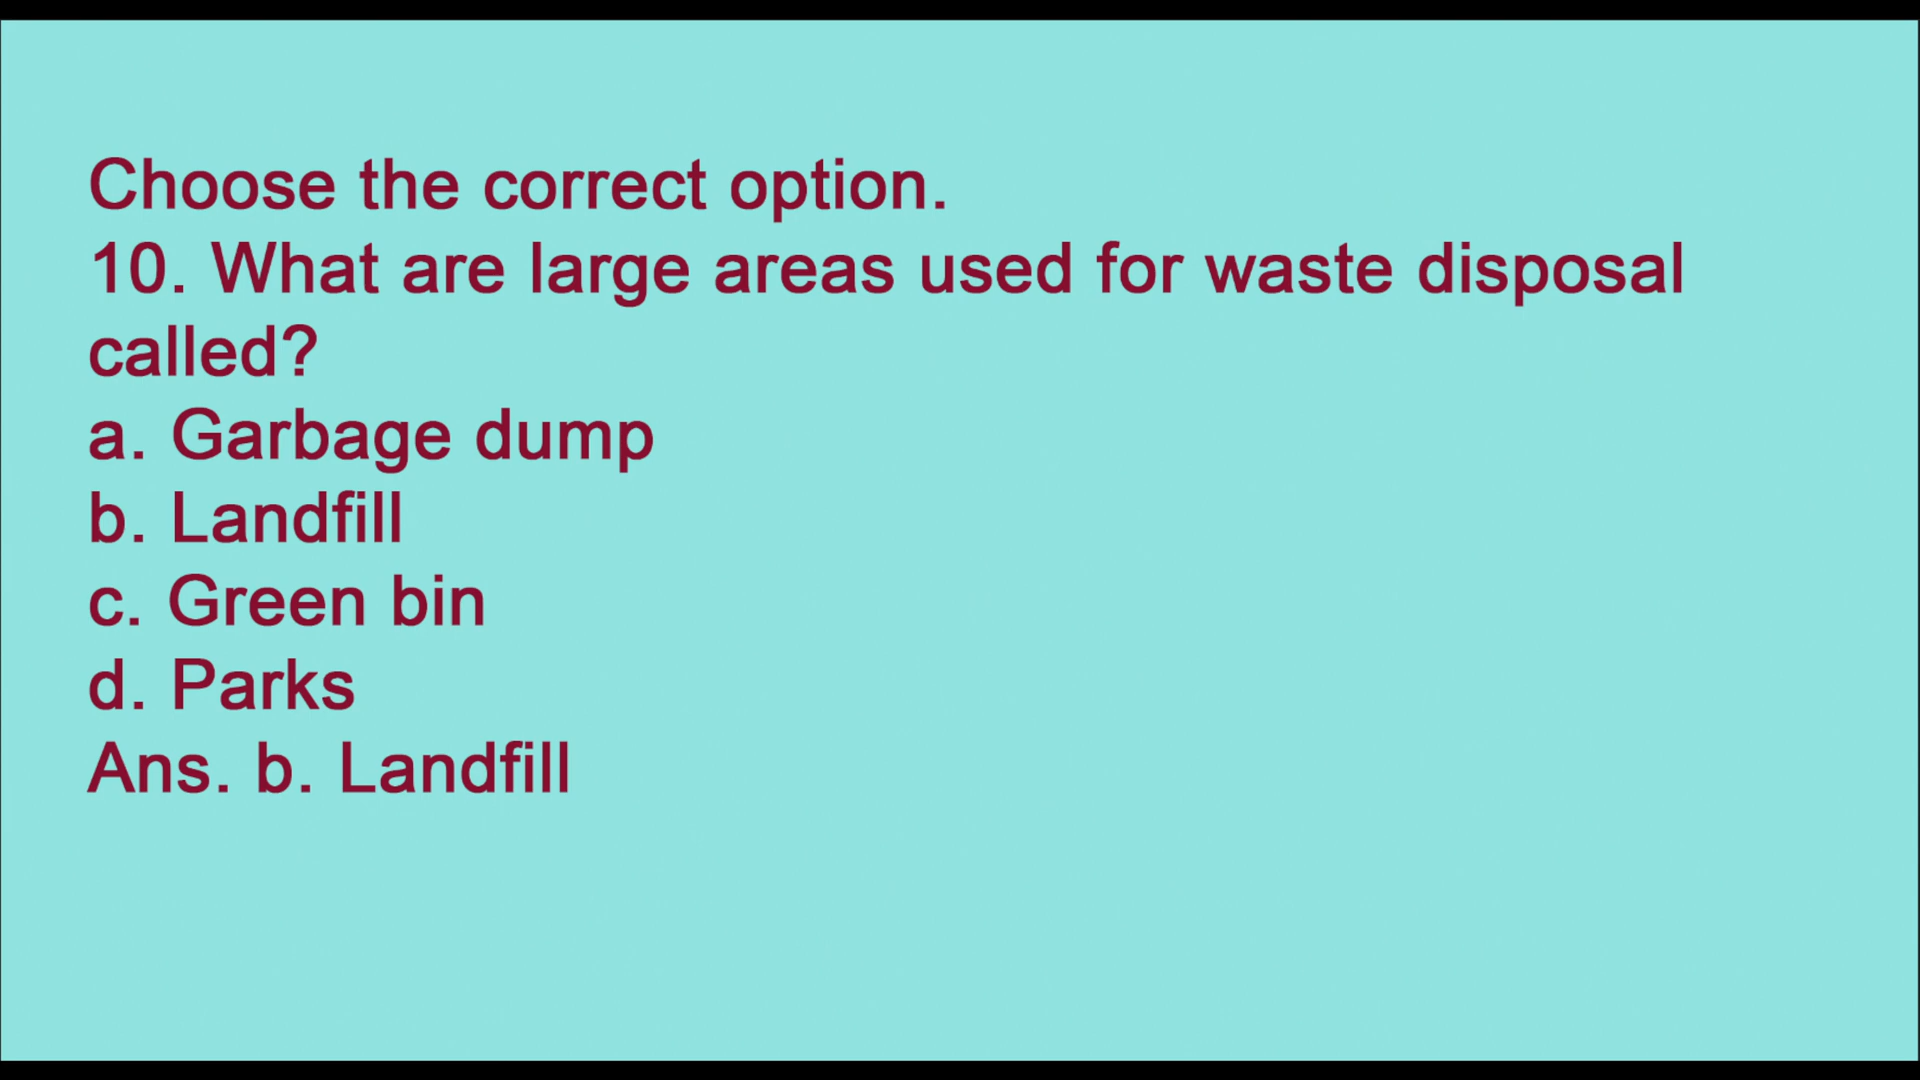 Choose the correct option.
10. What are large areas used for waste disposal
called?
a. Garbage dump
b. Landfill
c. Green bin
d. Parks
Ans. b. Landfill